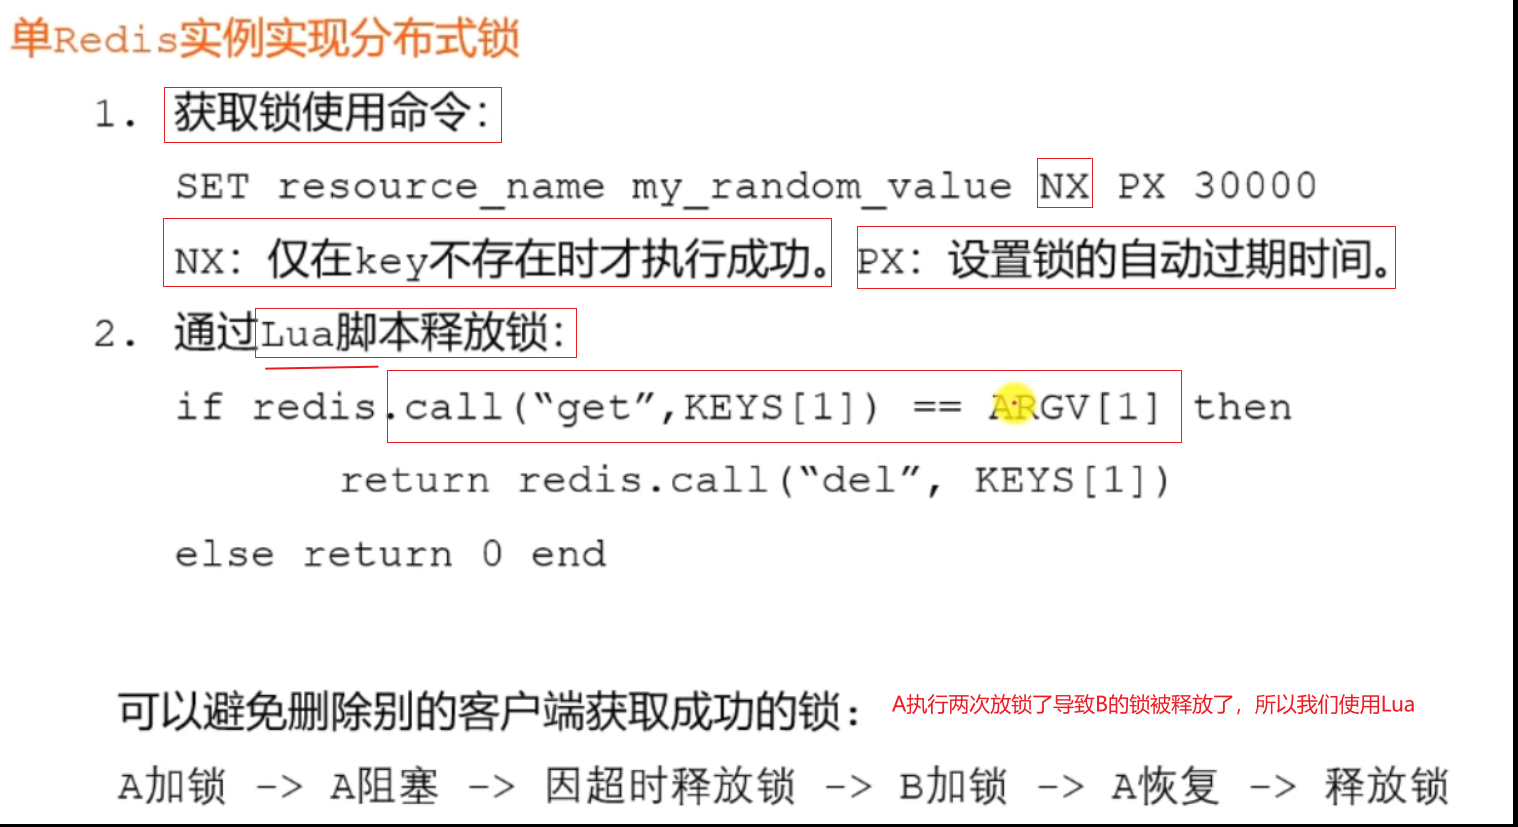 单Redis实例实现分布式锁
1. 获取锁使用命令:
SET resource_name my_random_value NX PX 30000
NX: 仅在key不存在时才执行成功。 PX: 设置锁的自动过期时间。
2. 通过Lua脚本释放锁:
if redis.call(“get”,KEYS[1]) == ARGV[1] then
return redis.call(“del”, KEYS[1])
else return 0 end
可以避免删除别的客户端获取成功的锁: A执行两次放锁了导致B的锁被释放了，所以我们使用Lua
A加锁 -> A阻塞 -> 因超时释放锁 -> B加锁 -> A恢复 -> 释放锁